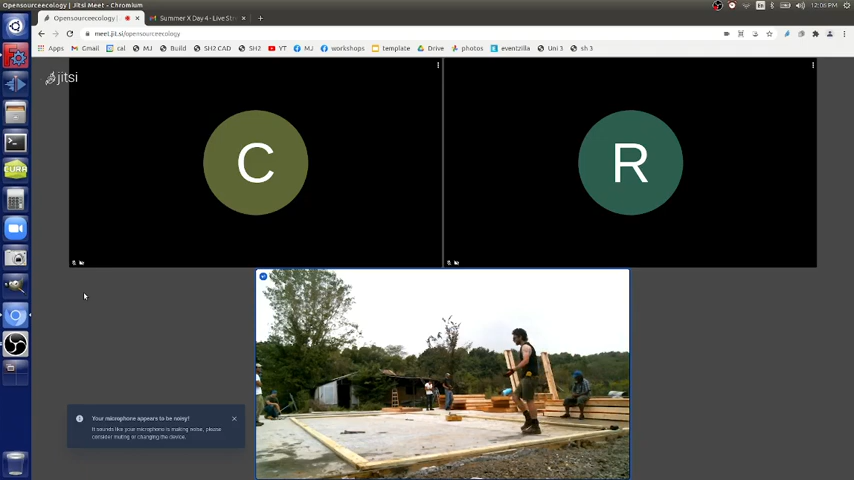 Opensourceecology | Jitsi Meet - Chromium
En
12:06 PM
Opensourceecology
Summer X Day 4 - Live Str
meet.jit.si/opensourceecology
Apps
Gmail
cal
MJ
Build
SH2 CAD
SH2
YT
MJ
workshops
template
Drive
photos
eventzilla
Uni 3
sh 3
jitsi
C
R
CURA
Your microphone appears to be noisy!
It sounds like your microphone is making noise, please
consider muting or changing the device.